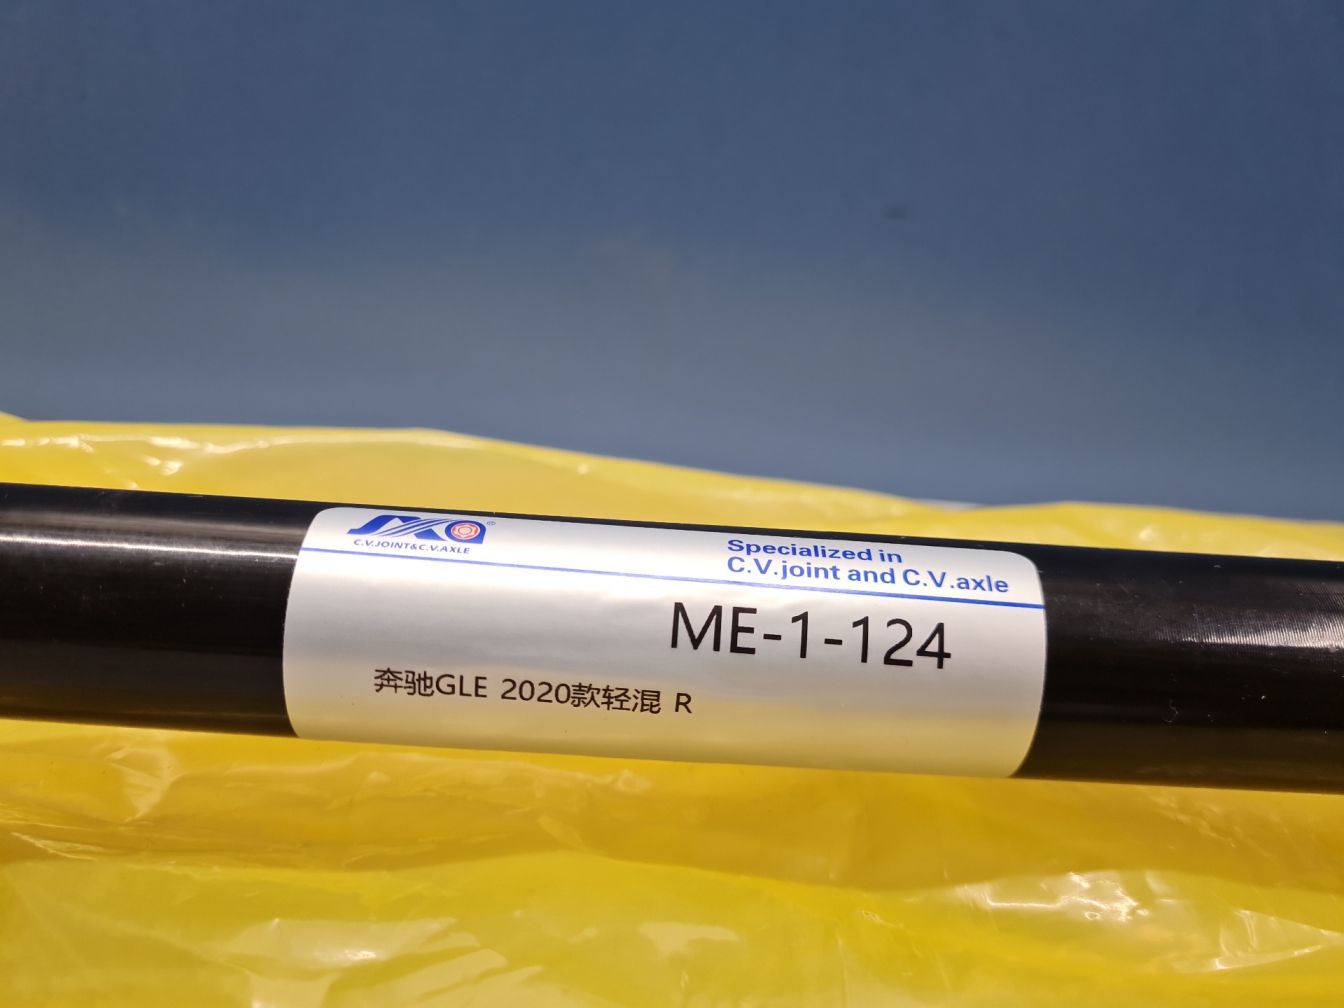 C.V.JOINT&C.V.AXLE
Specialized in
C.V.joint and C.V.axle
ME-1-124
奔驰GLE 2020款轻混 R